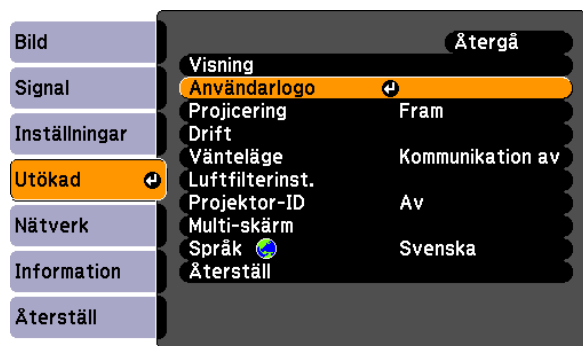 Bild
Signal
Inställningar
Utökad
Nätverk
Information
Återställ
Återgå
Visning
Användarlogo
Projicering Fram
Drift
Vänteläge Kommunikation av
Luftfilterinst.
Projektor-ID Av
Multi-skärm
Språk Svenska
Återställ